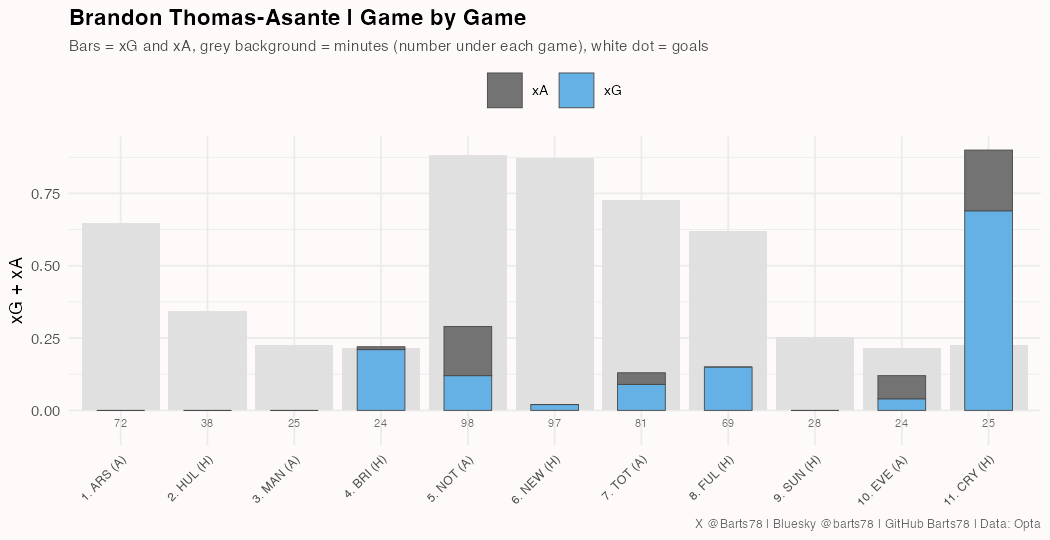 Brandon Thomas-Asante | Game by Game
Bars = xG and xA, grey background = minutes (number under each game), white dot = goals
xA xG
xG + xA
0.75
0.50
0.25
0.00
72 38 25 24 98 97 81 69 28 24 25
1. ARS (A) 2. HUL (H) 3. MAN (A) 4. BRI (H) 5. NOT (A) 6. NEW (H) 7. TOT (A) 8. FUL (H) 9. SUN (H) 10. EVE (A) 11. CRY (H)
X @Barts78 | Bluesky @barts78 | GitHub Barts78 | Data: Opta